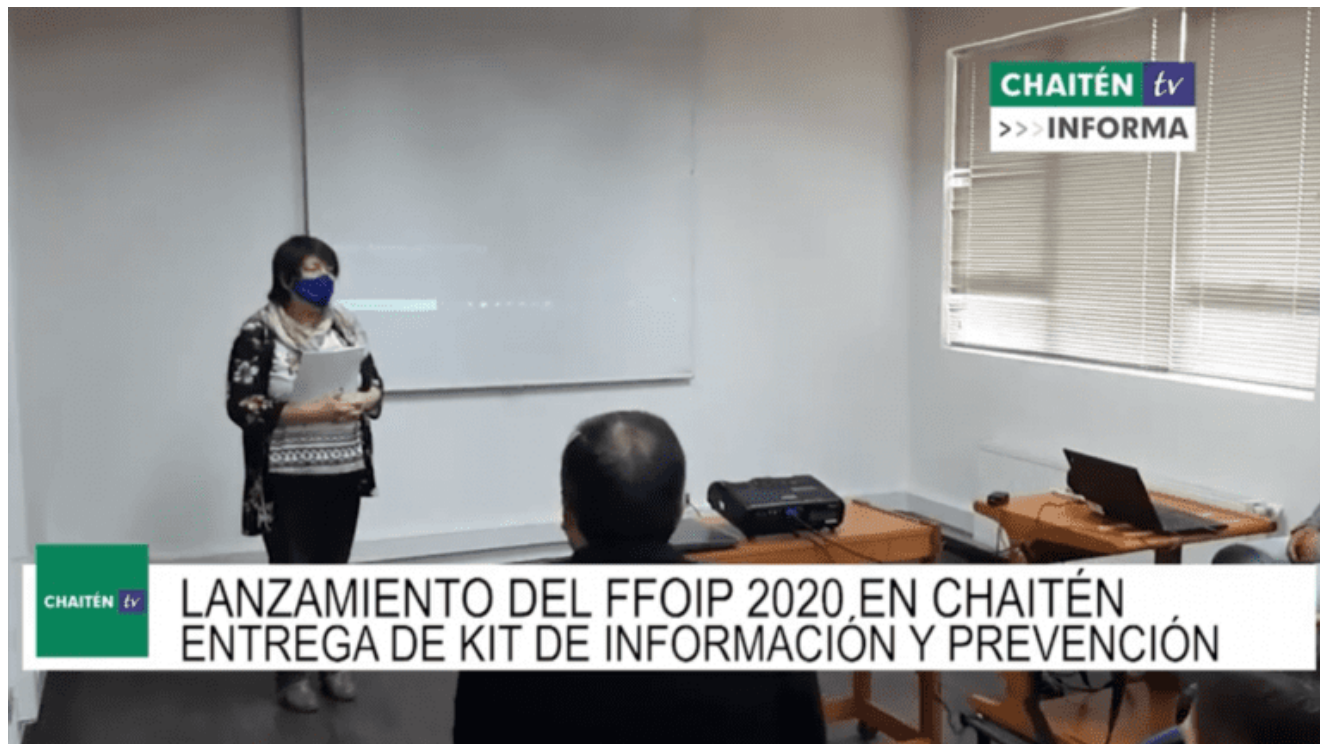 CHAITÉN tv
>>>INFORMA
CHAITÉN tv
LANZAMIENTO DEL FFOIP 2020 EN CHAITÉN
ENTREGA DE KIT DE INFORMACIÓN Y PREVENCIÓN